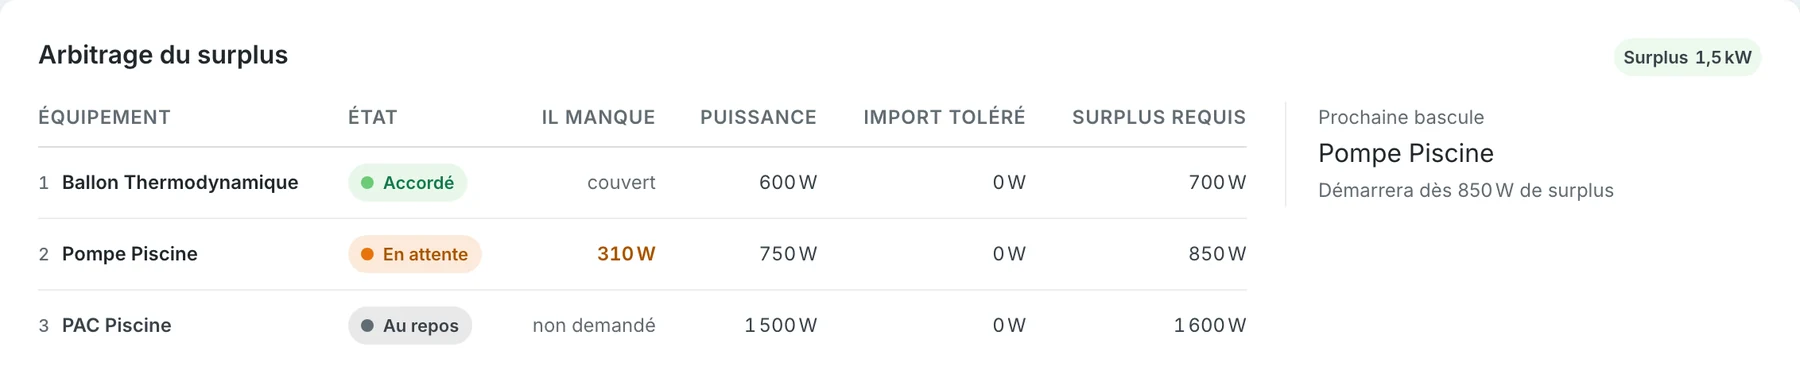 Arbitrage du surplus
Surplus 1,5 kW
ÉQUIPEMENT ÉTAT IL MANQUE PUISSANCE IMPORT TOLÉRÉ SURPLUS REQUIS
1 Ballon Thermodynamique Accordé couvert 600 W 0 W 700 W
2 Pompe Piscine En attente 310 W 750 W 0 W 850 W
3 PAC Piscine Au repos non demandé 1 500 W 0 W 1 600 W
Prochaine bascule
Pompe Piscine
Démarrera dès 850 W de surplus